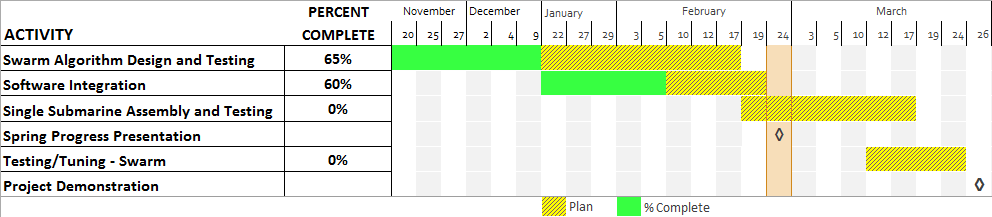 PERCENT November December January February March
ACTIVITY COMPLETE 20 25 27 2 4 9 22 27 29 3 5 10 12 17 19 24 3 5 10 12 17 19 24 26
Swarm Algorithm Design and Testing 65%
Software Integration 60%
Single Submarine Assembly and Testing 0%
Spring Progress Presentation
Testing/Tuning - Swarm 0%
Project Demonstration
Plan % Complete